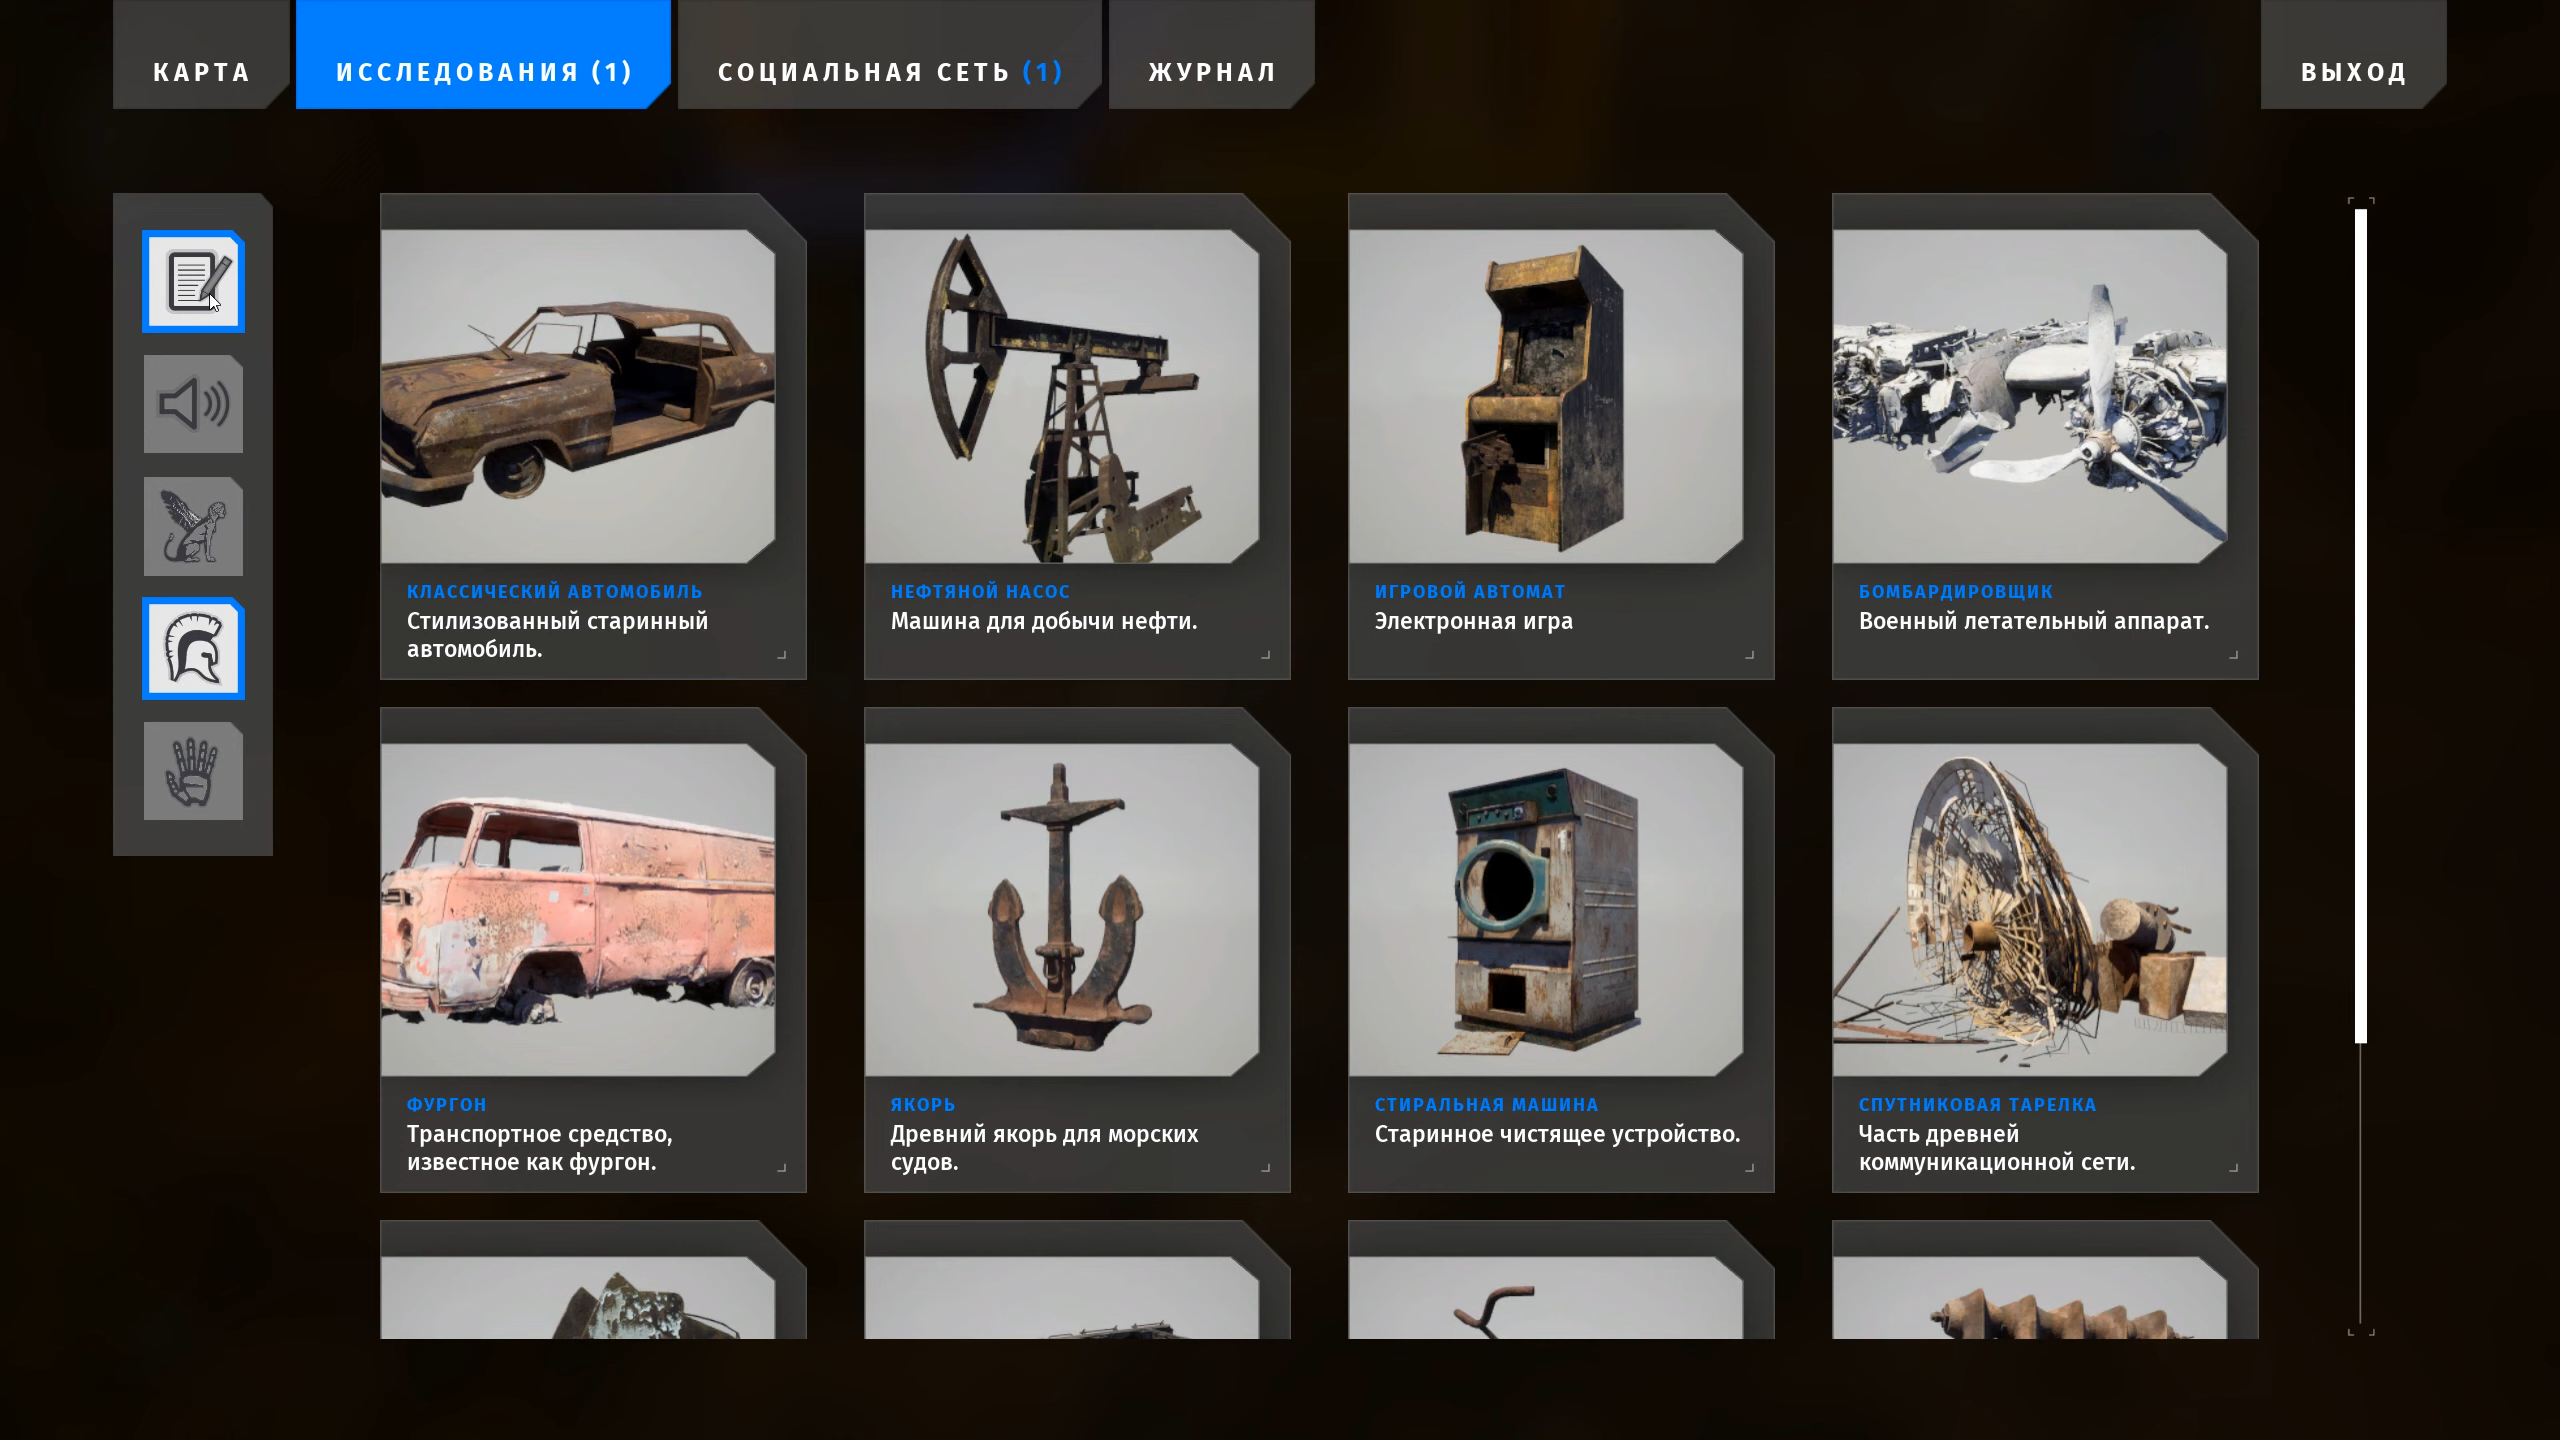 КАРТА
ИССЛЕДОВАНИЯ (1)
СОЦИАЛЬНАЯ СЕТЬ (1)
ЖУРНАЛ
ВЫХОД
КЛАССИЧЕСКИЙ АВТОМОБИЛЬ
Стилизованный старинный
автомобиль.
НЕФТЯНОЙ НАСОС
Машина для добычи нефти.
ИГРОВОЙ АВТОМАТ
Электронная игра
БОМБАРДИРОВЩИК
Военный летательный аппарат.
ФУРГОН
Транспортное средство,
известное как фургон.
ЯКОРЬ
Древний якорь для морских
судов.
СТИРАЛЬНАЯ МАШИНА
Старинное чистящее устройство.
СПУТНИКОВАЯ ТАРЕЛКА
Часть древней
коммуникационной сети.